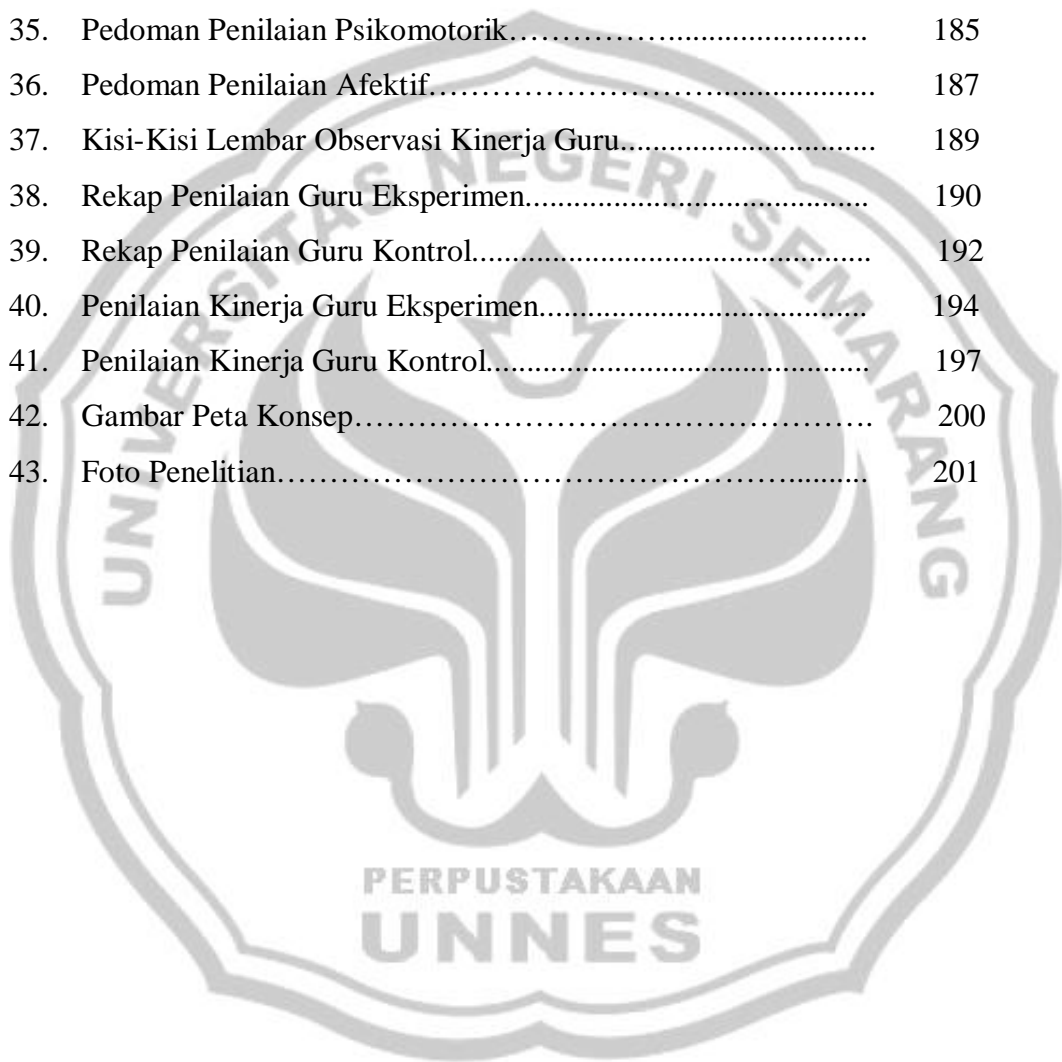 35. Pedoman Penilaian Psikomotorik……………........................ 185
36. Pedoman Penilaian Afektif………………………................... 187
37. Kisi-Kisi Lembar Observasi Kinerja Guru............................... 189
38. Rekap Penilaian Guru Eksperimen.......................................... 190
39. Rekap Penilaian Guru Kontrol................................................ 192
40. Penilaian Kinerja Guru Eksperimen........................................ 194
41. Penilaian Kinerja Guru Kontrol............................................... 197
42. Gambar Peta Konsep…………………………………………. 200
43. Foto Penelitian…………………………………………........... 201
UNIVERSITAS NEGERI SEMARANG
PERPUSTAKAAN
UNNES